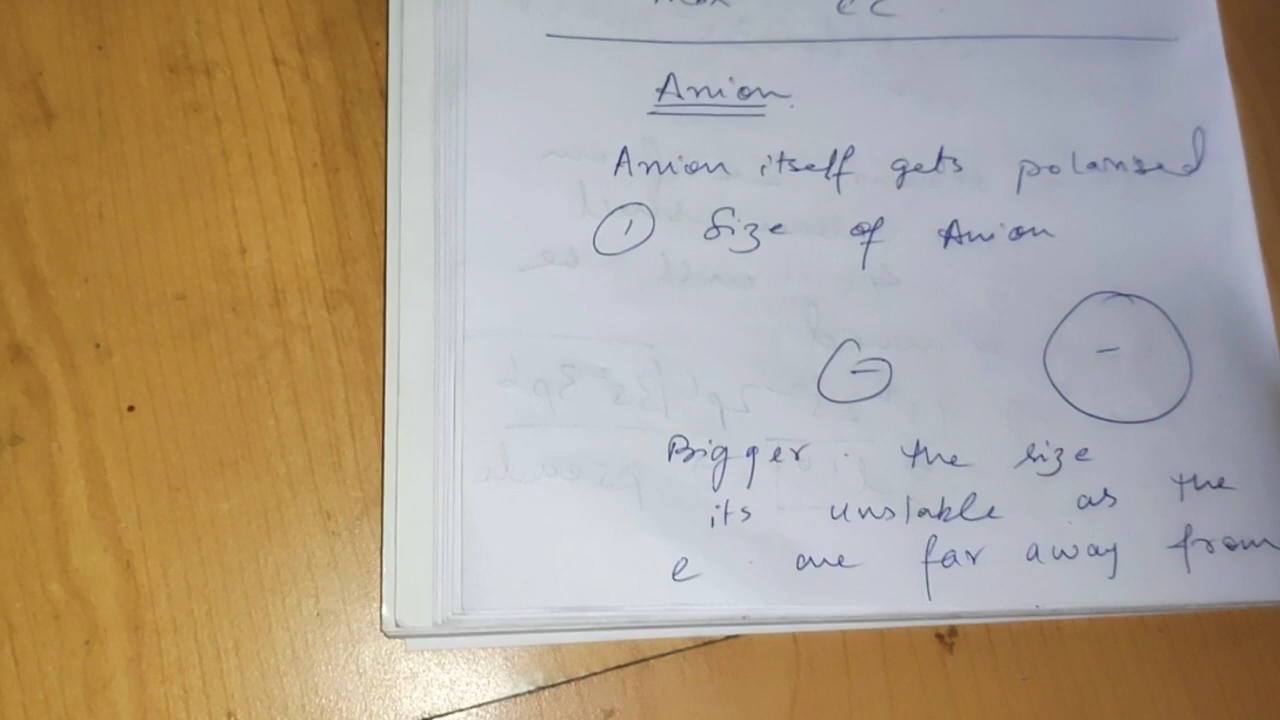 Anion
Anion itself gets polarised
① Size of Anion
- -
Bigger the size
its unstable as the
e are far away from